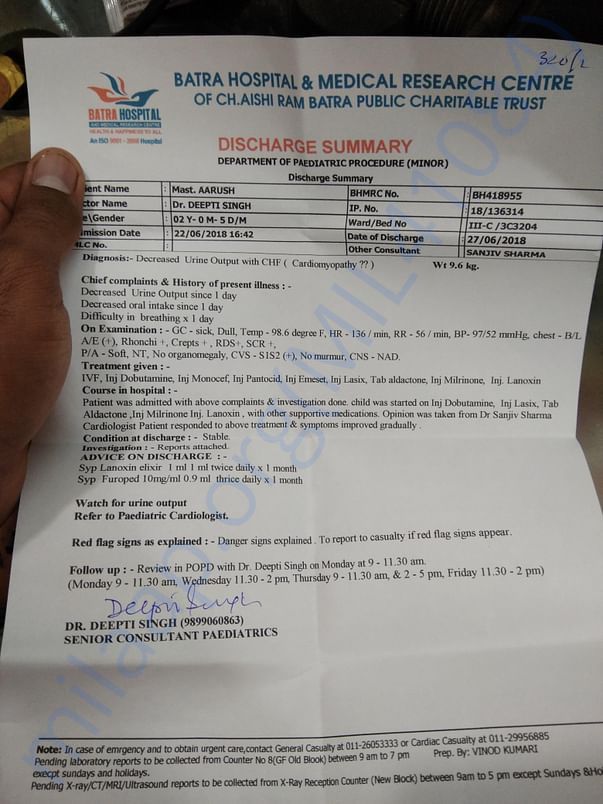 320/2
BATRA HOSPITAL & MEDICAL RESEARCH CENTRE
OF CH.AISHI RAM BATRA PUBLIC CHARITABLE TRUST
BATRA HOSPITAL
AND MEDICAL RESEARCH CENTRE
HEALTH & HAPPINESS TO ALL
An ISO 9001 - 2008 Hospital
DISCHARGE SUMMARY
DEPARTMENT OF PAEDIATRIC PROCEDURE (MINOR)
Discharge Summary
ient Name : Mast. AARUSH BHMRC No. : BH418955
ctor Name : Dr. DEEPTI SINGH IP. No. : 18/136314
e\Gender : 02 Y- 0 M- 5 D/M Ward/Bed No : III-C /3C3204
mission Date : 22/06/2018 16:42 Date of Discharge : 27/06/2018
MLC No. : Other Consultant : SANJIV SHARMA
Diagnosis:- Decreased Urine Output with CHF ( Cardiomyopathy ?? ) Wt 9.6 kg.
Chief complaints & History of present illness : -
Decreased Urine Output since 1 day
Decreased oral intake since 1 day
Difficulty in breathing x 1 day
On Examination : - GC - sick, Dull, Temp - 98.6 degree F, HR - 136 / min, RR - 56 / min, BP- 97/52 mmHg, chest - B/L
A/E (+), Rhonchi +, Crepts + , RDS+, SCR +,
P/A - Soft, NT, No organomegaly, CVS - S1S2 (+), No murmur, CNS - NAD.
Treatment given : -
IVF, Inj Dobutamine, Inj Monocef, Inj Pantocid, Inj Emeset, Inj Lasix, Tab aldactone, Inj Milrinone, Inj. Lanoxin
Course in hospital : -
Patient was admitted with above complaints & investigation done. child was started on Inj Dobutamine, Inj Lasix, Tab
Aldactone ,Inj Milrinone Inj. Lanoxin , with other supportive medications. Opinion was taken from Dr Sanjiv Sharma
Cardiologist Patient responded to above treatment & symptoms improved gradually .
Condition at discharge : - Stable.
Investigation : - Reports attached.
ADVICE ON DISCHARGE : -
Syp Lanoxin elixir 1 ml 1 ml twice daily x 1 month
Syp Furoped 10mg/ml 0.9 ml thrice daily x 1 month
Watch for urine output
Refer to Paediatric Cardiologist.
Red flag signs as explained : - Danger signs explained . To report to casualty if red flag signs appear.
Follow up : - Review in POPD with Dr. Deepti Singh on Monday at 9 - 11.30 am.
(Monday 9 - 11.30 am, Wednesday 11.30 - 2 pm, Thursday 9 - 11.30 am, & 2 - 5 pm, Friday 11.30 - 2 pm)
Deepti Singh
DR. DEEPTI SINGH (9899060863)
SENIOR CONSULTANT PAEDIATRICS
Note: In case of emrgency and to obtain urgent care,contact General Casualty at 011-26053333 or Cardiac Casualty at 011-29956885
Pending laboratory reports to be collected from Counter No 8(GF Old Blook) between 9 am to 7 pm Prep. By: VINOD KUMARI
execpt sundays and holidays.
Pending X-ray/CT/MRI/Ultrasound reports to be collected from X-Ray Reception Counter (New Block) between 9am to 5 pm except Sundays &Hol